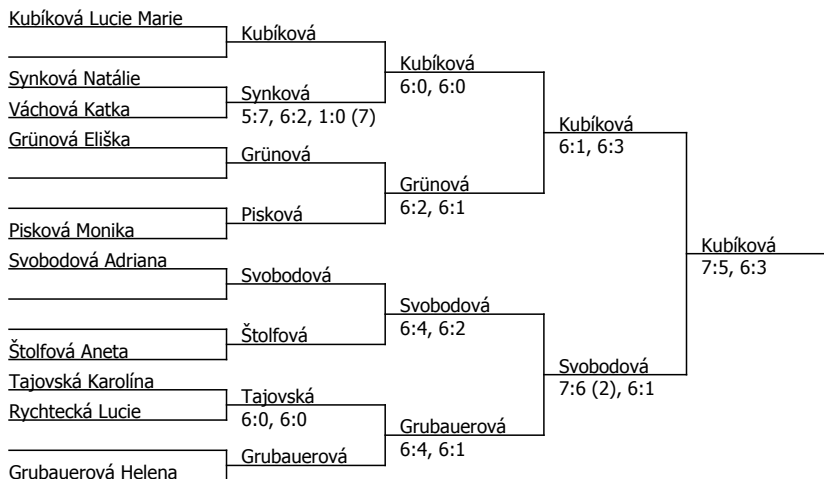 Kubíková Lucie Marie
Kubíková
Kubíková
6:0, 6:0
Synková Natálie
Synková
5:7, 6:2, 1:0 (7)
Váchová Katka
Kubíková
6:1, 6:3
Grünová Eliška
Grünová
Grünová
6:2, 6:1
Pisková
Pisková Monika
Kubíková
7:5, 6:3
Svobodová Adriana
Svobodová
Svobodová
6:4, 6:2
Štolfová
Štolfová Aneta
Svobodová
7:6 (2), 6:1
Tajovská Karolína
Tajovská
6:0, 6:0
Rychtecká Lucie
Grubauerová
6:4, 6:1
Grubauerová
Grubauerová Helena